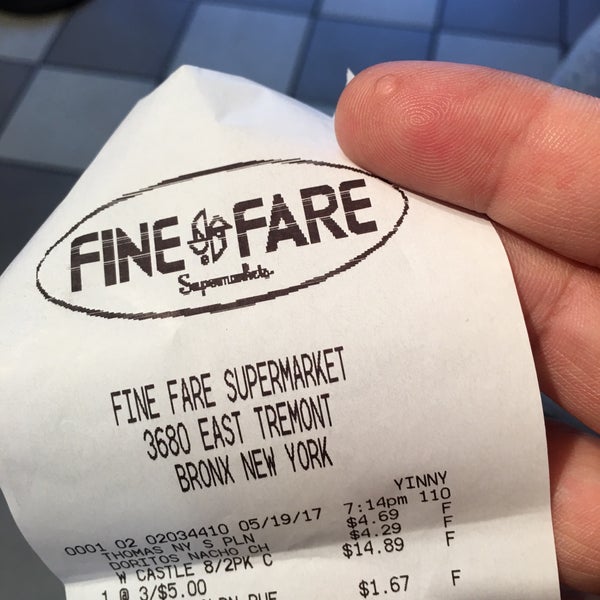 FINE FARE
Supermarkets
FINE FARE SUPERMARKET
3680 EAST TREMONT
BRONX NEW YORK
YINNY
0001 02 02034410 05/19/17 7:14pm 110
THOMAS NY S PLN $4.69 F
DORITOS NACHO CH $4.29 F
W CASTLE 8/2PK C $14.89 F
1 @ 3/$5.00
$1.67 F